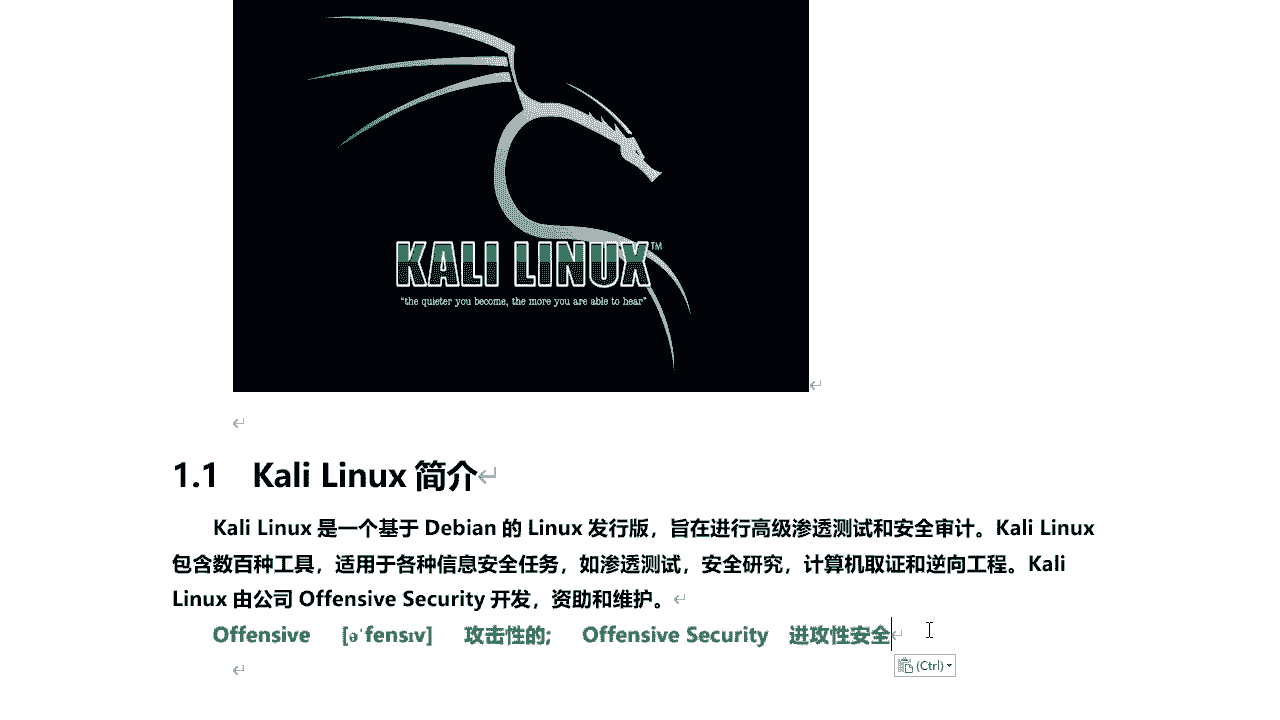 KALI LINUX™
“the quieter you become, the more you are able to hear”
1.1 Kali Linux 简介
Kali Linux 是一个基于 Debian 的 Linux 发行版，旨在进行高级渗透测试和安全审计。Kali Linux
包含数百种工具，适用于各种信息安全任务，如渗透测试，安全研究，计算机取证和逆向工程。Kali
Linux 由公司 Offensive Security 开发，资助和维护。
Offensive [əˈfensɪv] 攻击性的; Offensive Security 进攻性安全
(Ctrl)